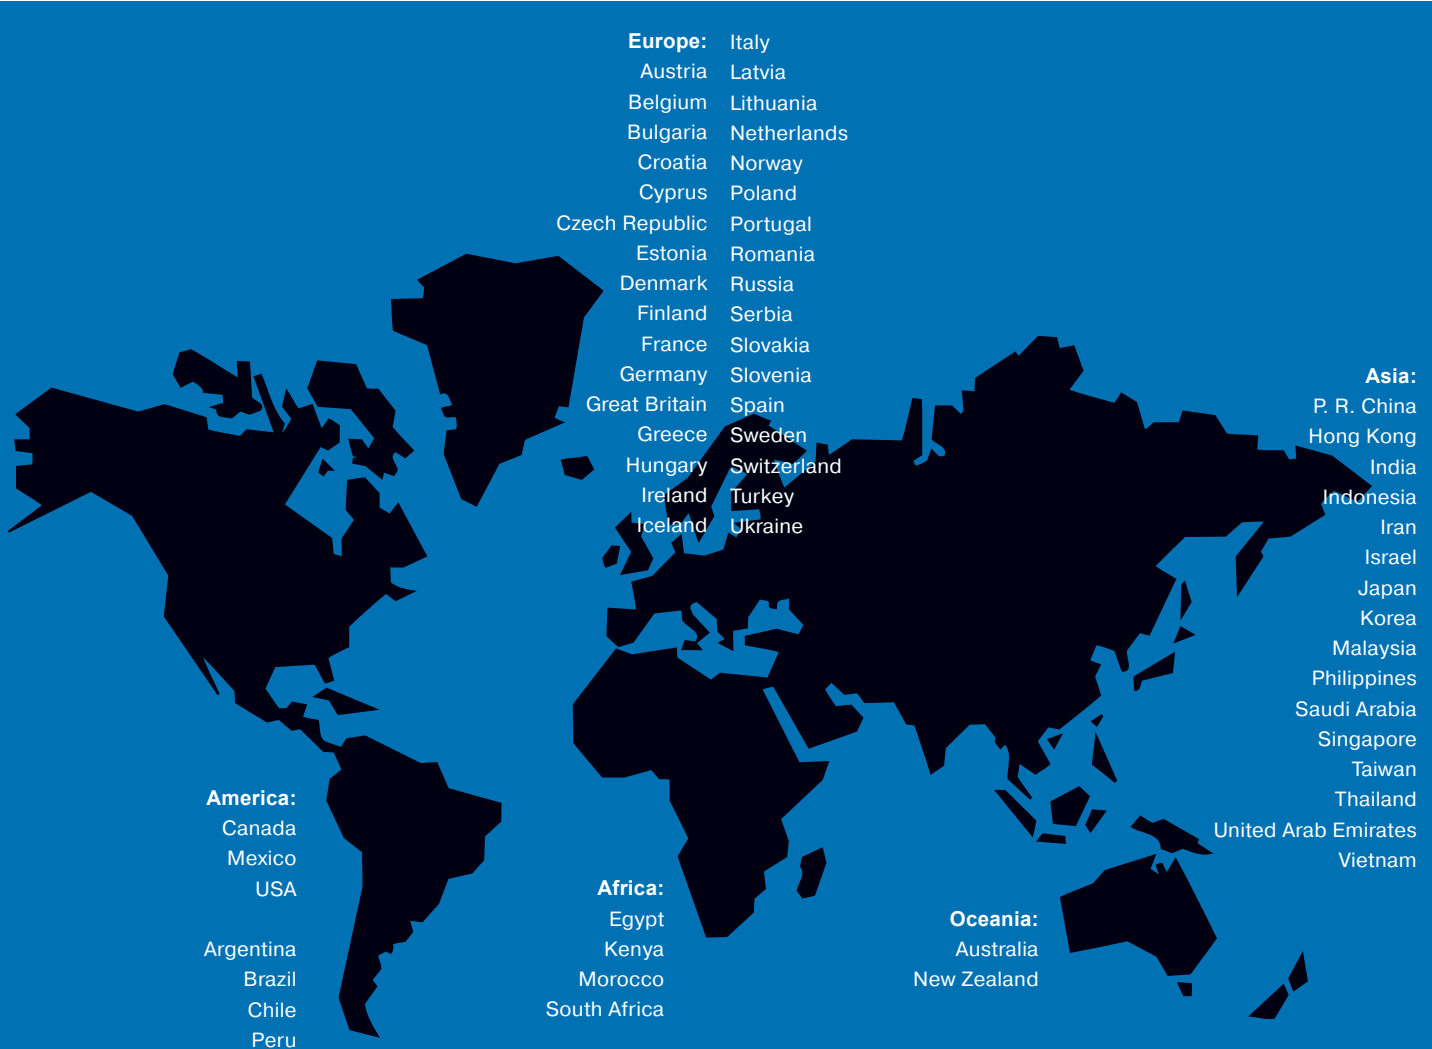 Europe:
Austria
Belgium
Bulgaria
Croatia
Cyprus
Czech Republic
Estonia
Denmark
Finland
France
Germany
Great Britain
Greece
Hungary
Ireland
Iceland
Italy
Latvia
Lithuania
Netherlands
Norway
Poland
Portugal
Romania
Russia
Serbia
Slovakia
Slovenia
Spain
Sweden
Switzerland
Turkey
Ukraine
Asia:
P. R. China
Hong Kong
India
Indonesia
Iran
Israel
Japan
Korea
Malaysia
Philippines
Saudi Arabia
Singapore
Taiwan
Thailand
United Arab Emirates
Vietnam
America:
Canada
Mexico
USA
Argentina
Brazil
Chile
Peru
Africa:
Egypt
Kenya
Morocco
South Africa
Oceania:
Australia
New Zealand